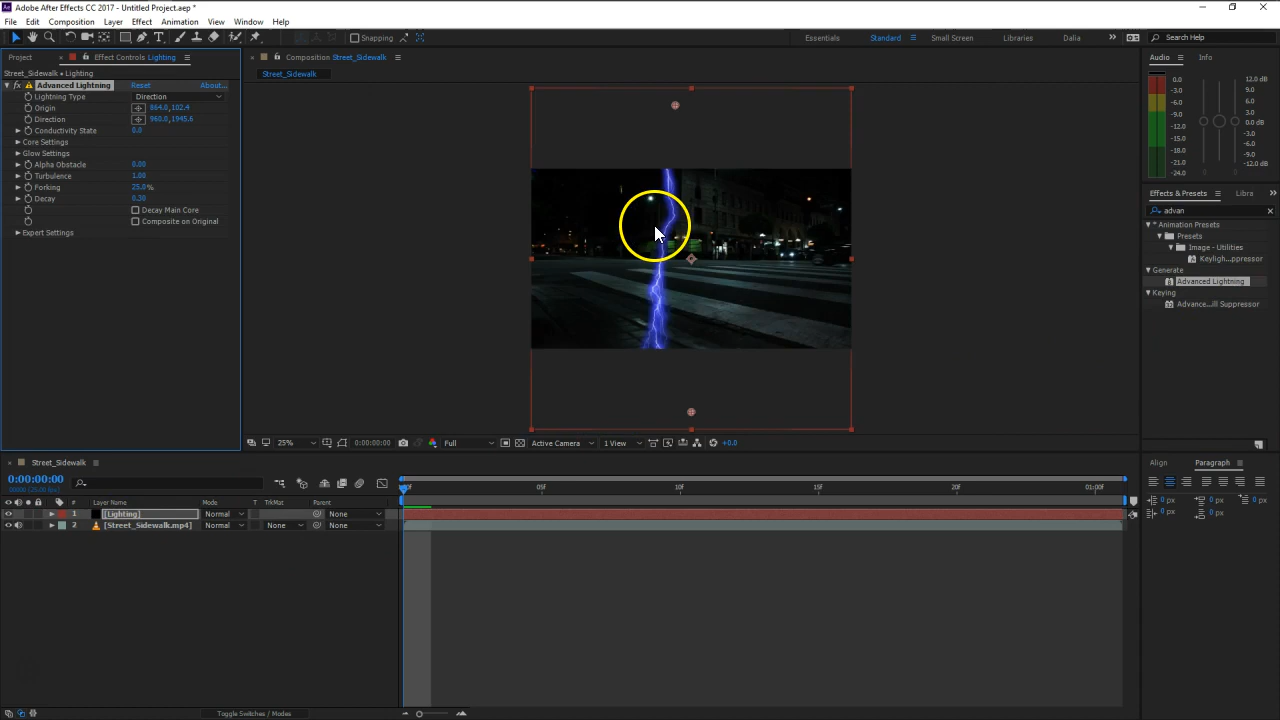 Adobe After Effects CC 2017 - Untitled Project.aep *
File Edit Composition Layer Effect Animation View Window Help
Snapping Essentials Standard Small Screen Libraries Dalia Search Help
Project Effect Controls Lighting
Street_Sidewalk • Lighting
fx Advanced Lightning Reset About...
Lightning Type Direction
Origin 864.0,102.4
Direction 960.0,1945.6
Conductivity State 0.0
Core Settings
Glow Settings
Alpha Obstacle 0.00
Turbulence 1.00
Forking 25.0%
Decay 0.30
Decay Main Core
Composite on Original
Expert Settings
Composition Street_Sidewalk
Street_Sidewalk
25% 0:00:00:00 Full Active Camera 1 View +0.0
Audio Info
0.0 12.0 dB
-3.0 9.0
-6.0 6.0
-9.0 3.0
-12.0 0.0 dB
-15.0 -3.0
-18.0 -6.0
-21.0 -9.0
-24.0 -12.0 dB
Effects & Presets Libra
advan
* Animation Presets
Presets
Image - Utilities
Keyligh...ppressor
Generate
Advanced Lightning
Keying
Advance...ill Suppressor
Street_Sidewalk
0:00:00:00
# Layer Name Mode T TrkMat Parent
1 [Lighting] Normal None
2 [Street_Sidewalk.mp4] Normal None None
05F 10F 15F 20F 01:00F
Toggle Switches / Modes
Align Paragraph
0 px 0 px 0 px
0 px 0 px